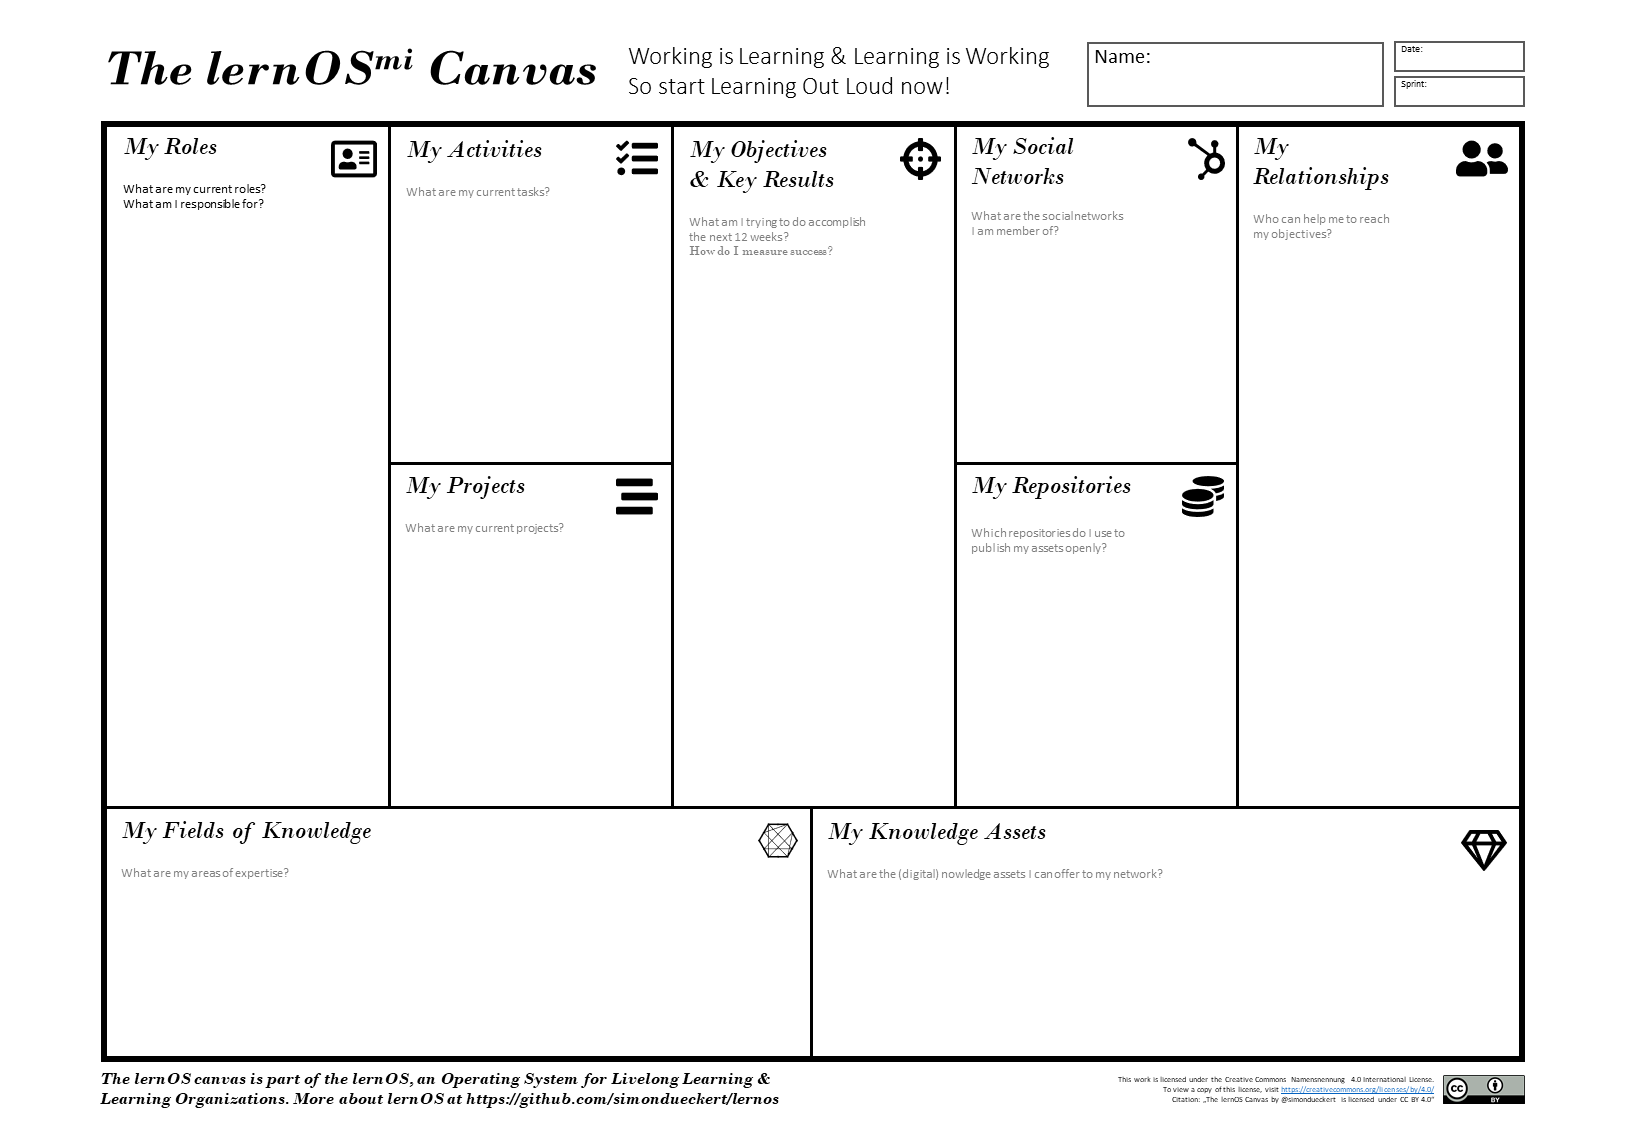 The lernOSmi Canvas
Working is Learning & Learning is Working
So start Learning Out Loud now!
Name:
Date:
Sprint:
My Roles
What are my current roles?
What am I responsible for?
My Activities
What are my current tasks?
My Projects
What are my current projects?
My Objectives
& Key Results
What am I trying to do accomplish
the next 12 weeks?
How do I measure success?
My Social
Networks
What are the social networks
I am member of?
My Repositories
Which repositories do I use to
publish my assets openly?
My
Relationships
Who can help me to reach
my objectives?
My Fields of Knowledge
What are my areas of expertise?
My Knowledge Assets
What are the (digital) nowledge assets I can offer to my network?
The lernOS canvas is part of the lernOS, an Operating System for Livelong Learning &
Learning Organizations. More about lernOS at https://github.com/simondueckert/lernos
This work is licensed under the Creative Commons Namensnennung 4.0 International License.
To view a copy of this license, visit https://creativecommons.org/licenses/by/4.0/
Citation: „The lernOS Canvas by @simondueckert is licensed under CC BY 4.0"
CC
BY